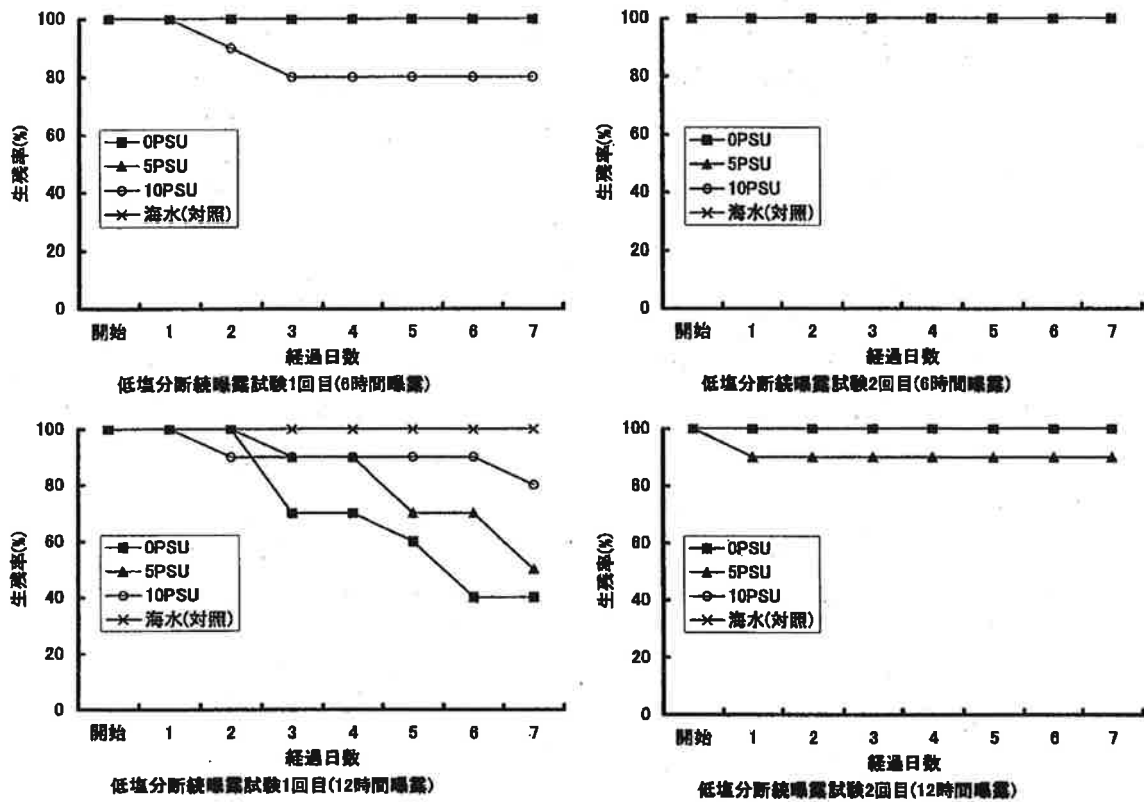 100
80
60
40
20
0
生残率(%)
0PSU
5PSU
10PSU
海水(対照)
開始 1 2 3 4 5 6 7
経過日数
低塩分断続曝露試験1回目(6時間曝露)
100
80
60
40
20
0
生残率(%)
0PSU
5PSU
10PSU
海水(対照)
開始 1 2 3 4 5 6 7
経過日数
低塩分断続曝露試験2回目(6時間曝露)
100
80
60
40
20
0
生残率(%)
0PSU
5PSU
10PSU
海水(対照)
開始 1 2 3 4 5 6 7
経過日数
低塩分断続曝露試験1回目(12時間曝露)
100
80
60
40
20
0
生残率(%)
0PSU
5PSU
10PSU
海水(対照)
開始 1 2 3 4 5 6 7
経過日数
低塩分断続曝露試験2回目(12時間曝露)